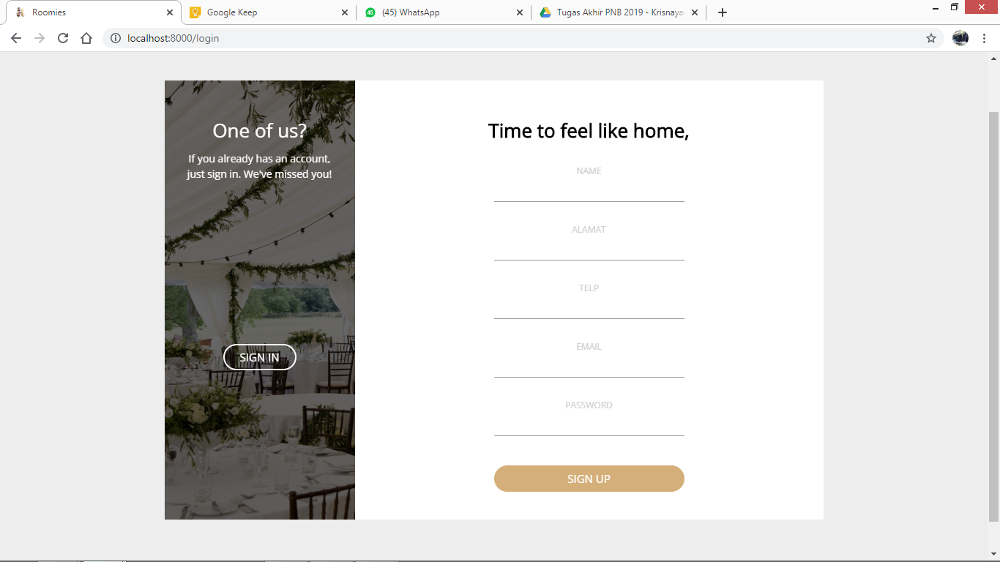 Roomies
Google Keep
45
(45) WhatsApp
Tugas Akhir PNB 2019 - Krisnaya
localhost:8000/login
One of us?
If you already has an account,
just sign in. We've missed you!
SIGN IN
Time to feel like home,
NAME
ALAMAT
TELP
EMAIL
PASSWORD
SIGN UP